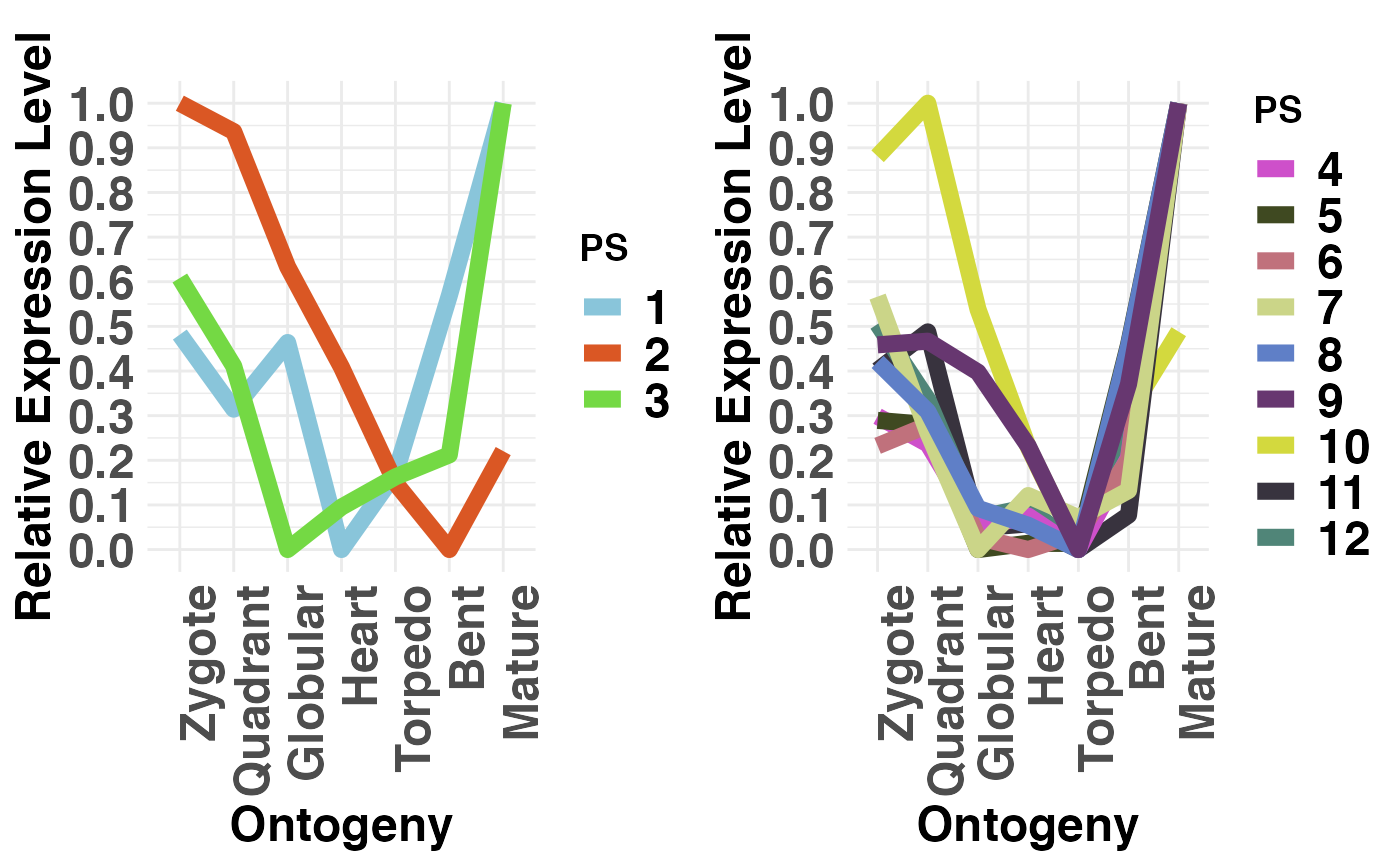 Relative Expression Level
1.0
0.9
0.8
0.7
0.6
0.5
0.4
0.3
0.2
0.1
0.0
Zygote
Quadrant
Globular
Heart
Torpedo
Bent
Mature
Ontogeny
PS
1
2
3
Relative Expression Level
1.0
0.9
0.8
0.7
0.6
0.5
0.4
0.3
0.2
0.1
0.0
Zygote
Quadrant
Globular
Heart
Torpedo
Bent
Mature
Ontogeny
PS
4
5
6
7
8
9
10
11
12